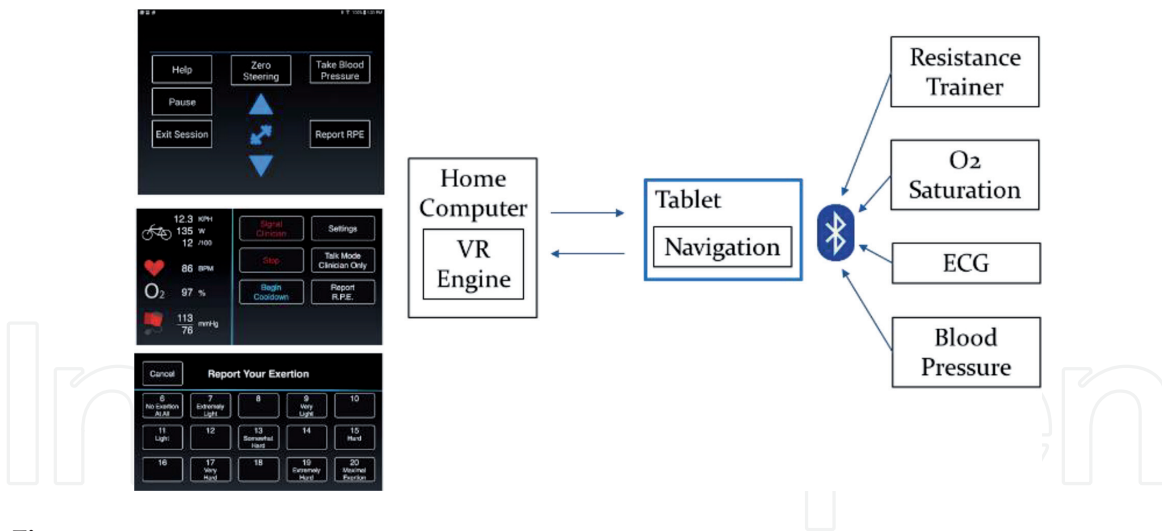 Help
Zero
Steering
Take Blood
Pressure
Pause
Exit Session
Report RPE
12.3 KPH
135 W
12 /100
86 BPM
O2 97 %
113
76
mmHg
Signal
Clinician
Settings
Stop
Talk Mode
Clinician Only
Begin
Cooldown
Report
R.P.E.
Cancel
Report Your Exertion
6
No Exertion
At All
7
Extremely
Light
8
9
Very
Light
10
11
Light
12
13
Somewhat
Hard
14
15
Hard
16
17
Very
Hard
18
19
Extremely
Hard
20
Maximal
Exertion
Home
Computer
VR
Engine
Tablet
Navigation
Resistance
Trainer
O2
Saturation
ECG
Blood
Pressure